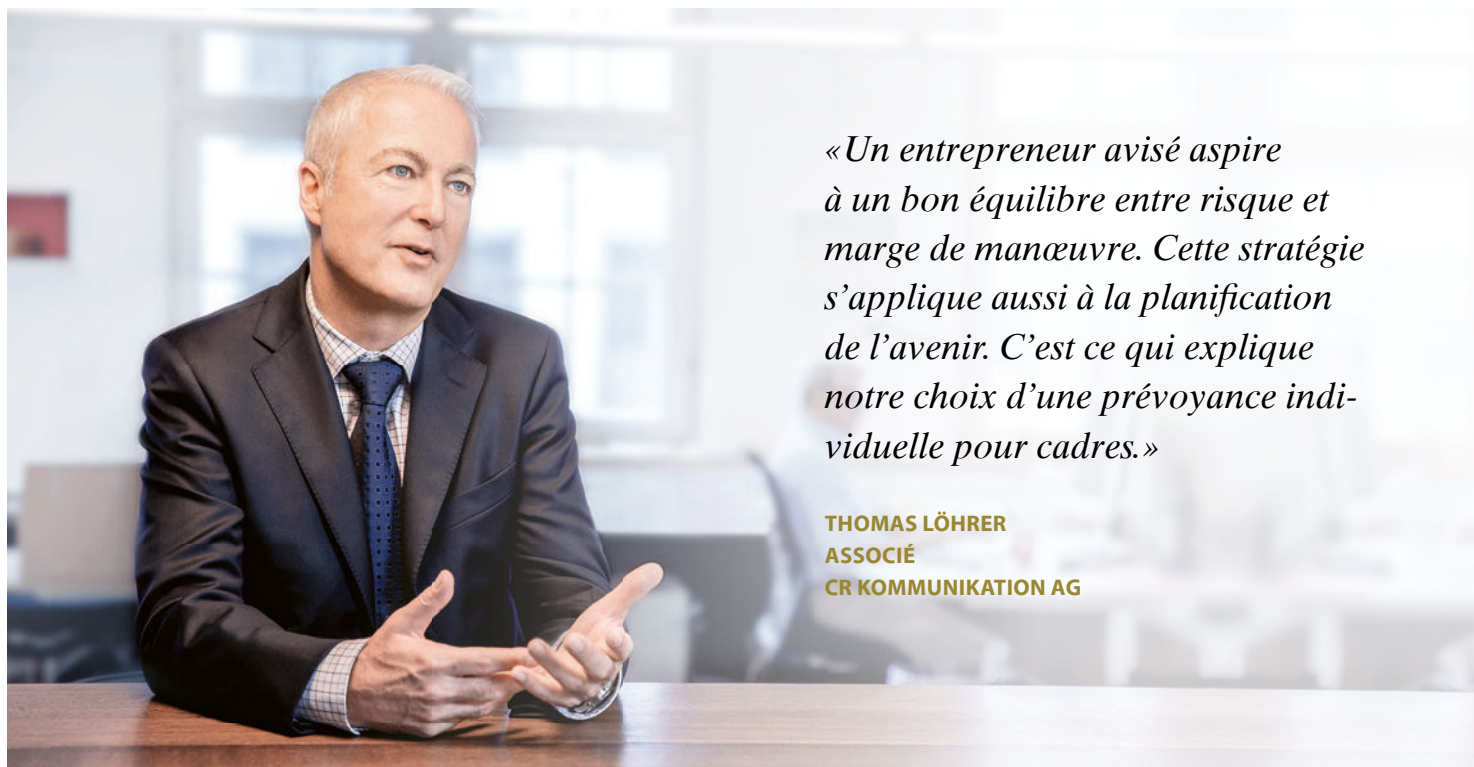 «Un entrepreneur avisé aspire
à un bon équilibre entre risque et
marge de manœuvre. Cette stratégie
s’applique aussi à la planification
de l’avenir. C’est ce qui explique
notre choix d’une prévoyance indi-
viduelle pour cadres.»
THOMAS LÖHRER
ASSOCIÉ
CR KOMMUNIKATION AG